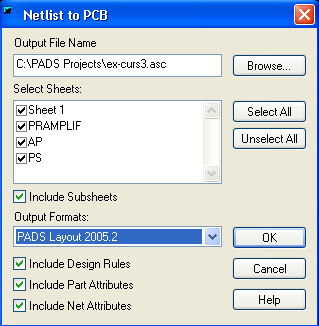 Netlist to PCB
Output File Name
C:\PADS Projects\ex-curs3.asc
Browse...
Select Sheets:
Sheet 1
PRAMPLIF
AP
PS
Select All
Unselect All
Include Subsheets
Output Formats:
PADS Layout 2005.2
OK
Include Design Rules
Cancel
Include Part Attributes
Help
Include Net Attributes